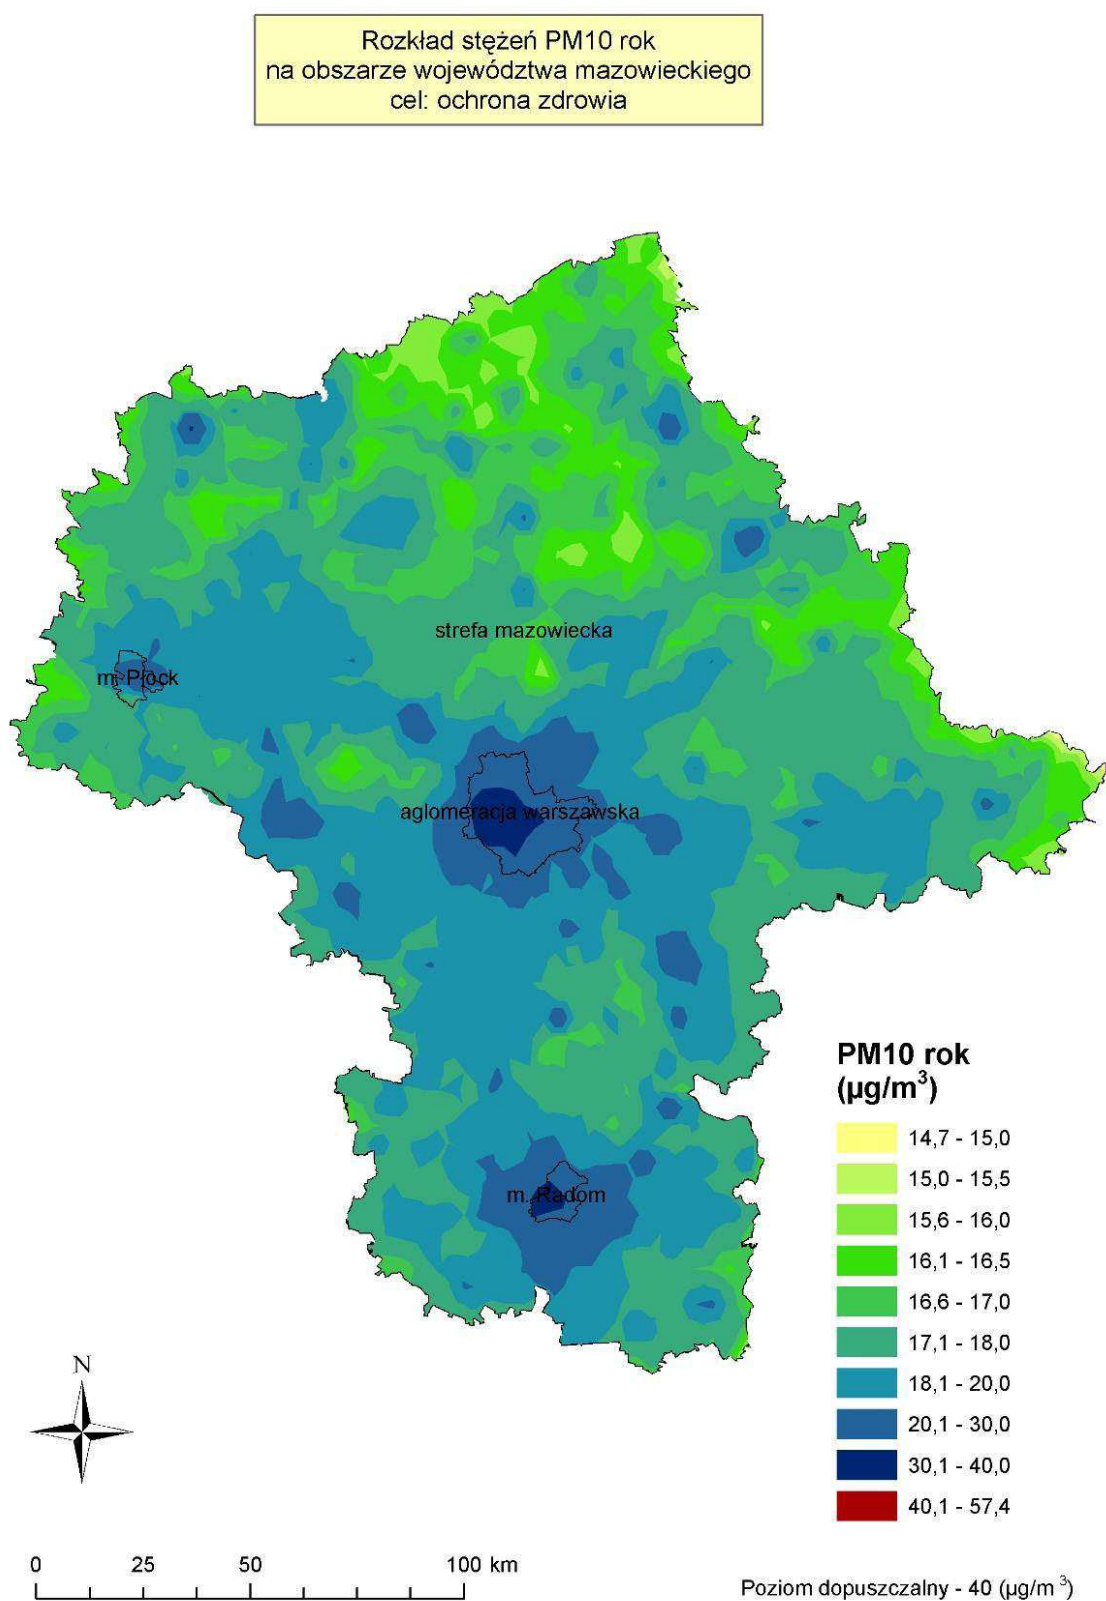 Rozkład stężeń PM10 rok
na obszarze województwa mazowieckiego
cel: ochrona zdrowia
strefa mazowiecka
m. Płock
aglomeracja warszawska
m. Radom
PM10 rok
(µg/m³)
14,7 - 15,0
15,0 - 15,5
15,6 - 16,0
16,1 - 16,5
16,6 - 17,0
17,1 - 18,0
18,1 - 20,0
20,1 - 30,0
30,1 - 40,0
40,1 - 57,4
N
0 25 50 100 km
Poziom dopuszczalny - 40 (µg/m³)